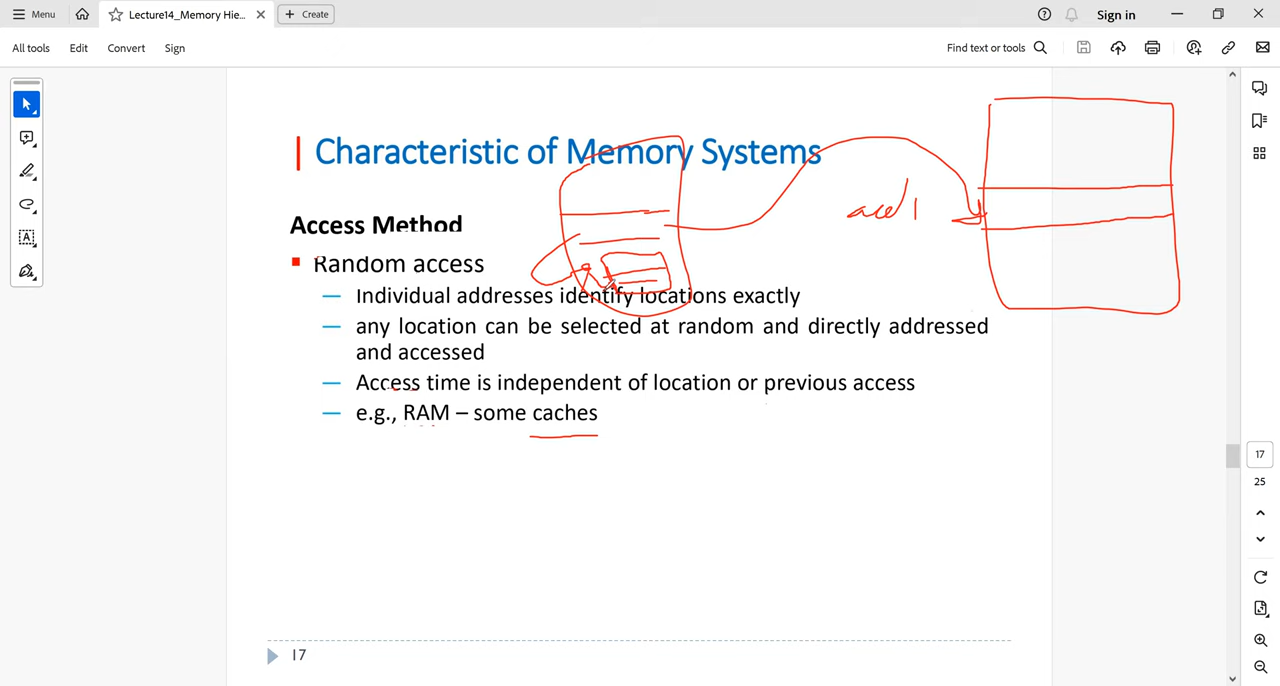 Menu
Lecture14_Memory Hie...
Create
Sign in
All tools
Edit
Convert
Sign
Find text or tools
Characteristic of Memory Systems
Access Method
Random access
— Individual addresses identify locations exactly
— any location can be selected at random and directly addressed
and accessed
— Access time is independent of location or previous access
— e.g., RAM – some caches
17
17
25